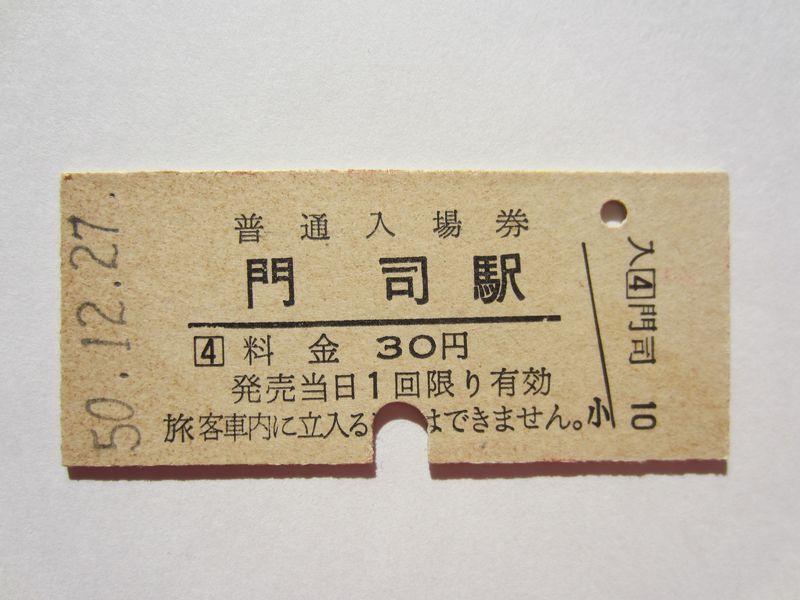 50.12.27.
普通入場券
門司駅
4 料金 30円
発売当日1回限り有効
旅客車内に立入る はできません。
小
入 4 門司
10